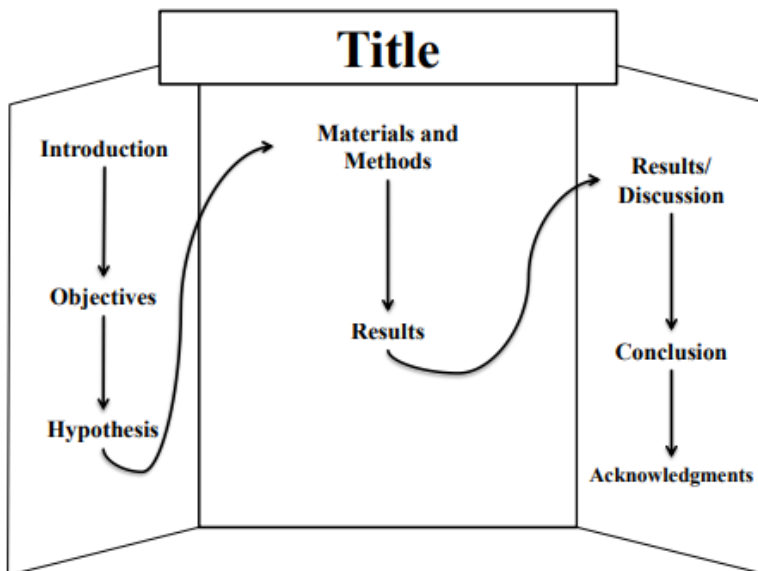 Title
Introduction
Objectives
Hypothesis
Materials and
Methods
Results
Results/
Discussion
Conclusion
Acknowledgments